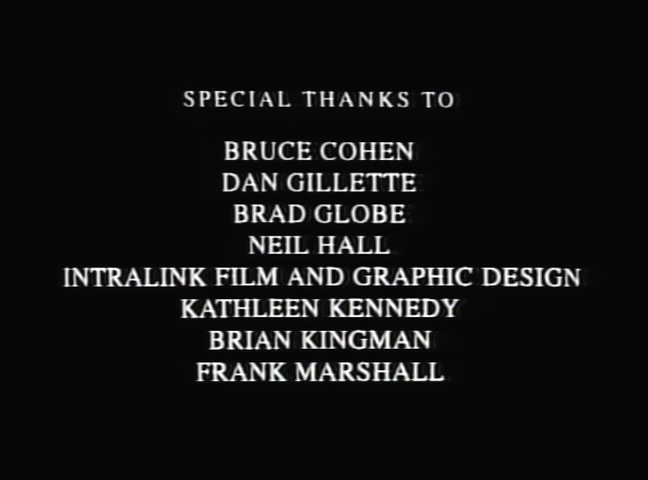 SPECIAL THANKS TO
BRUCE COHEN
DAN GILLETTE
BRAD GLOBE
NEIL HALL
INTRALINK FILM AND GRAPHIC DESIGN
KATHLEEN KENNEDY
BRIAN KINGMAN
FRANK MARSHALL